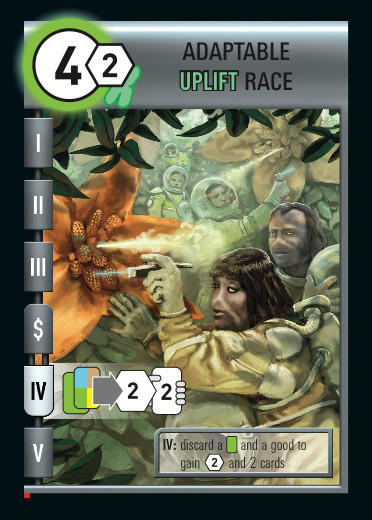 4 2
ADAPTABLE
UPLIFT RACE
I
II
III
$
IV 2 2
V
IV: discard a and a good to
gain 2 and 2 cards